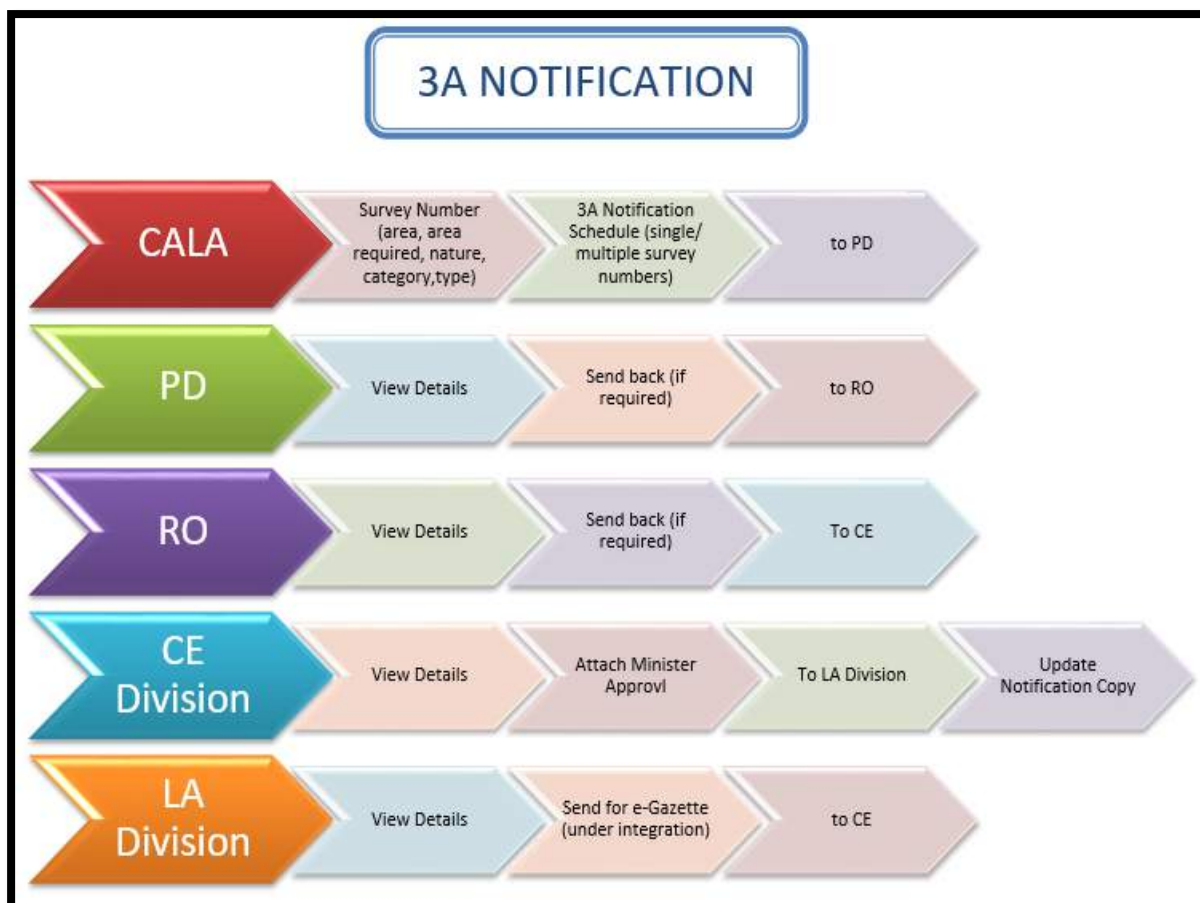 3A NOTIFICATION
CALA
Survey Number
(area, area
required, nature,
category,type)
3A Notification
Schedule (single/
multiple survey
numbers)
to PD
PD
View Details
Send back (if
required)
to RO
RO
View Details
Send back (if
required)
To CE
CE
Division
View Details
Attach Minister
Approvl
To LA Division
Update
Notification Copy
LA
Division
View Details
Send for e-Gazette
(under integration)
to CE